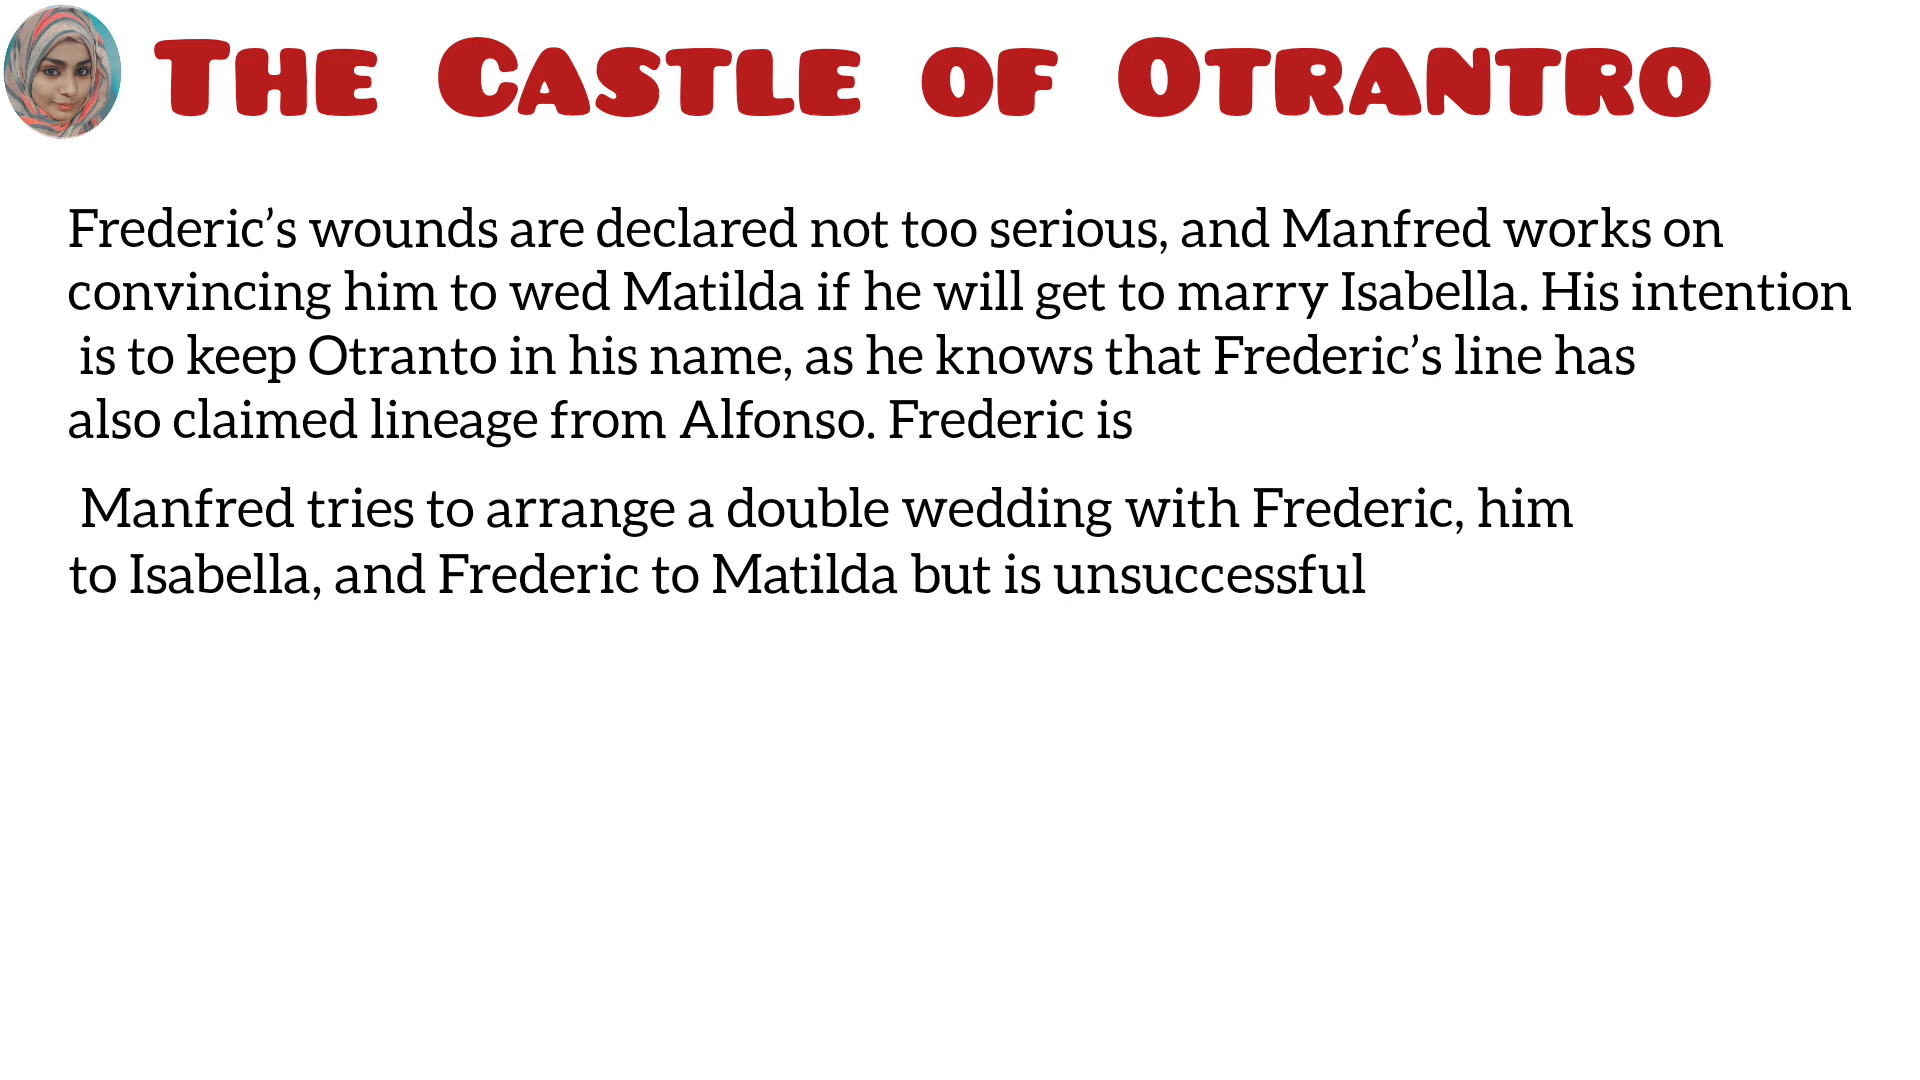 The Castle of Otrantro
Frederic’s wounds are declared not too serious, and Manfred works on
convincing him to wed Matilda if he will get to marry Isabella. His intention
is to keep Otranto in his name, as he knows that Frederic’s line has
also claimed lineage from Alfonso. Frederic is
Manfred tries to arrange a double wedding with Frederic, him
to Isabella, and Frederic to Matilda but is unsuccessful